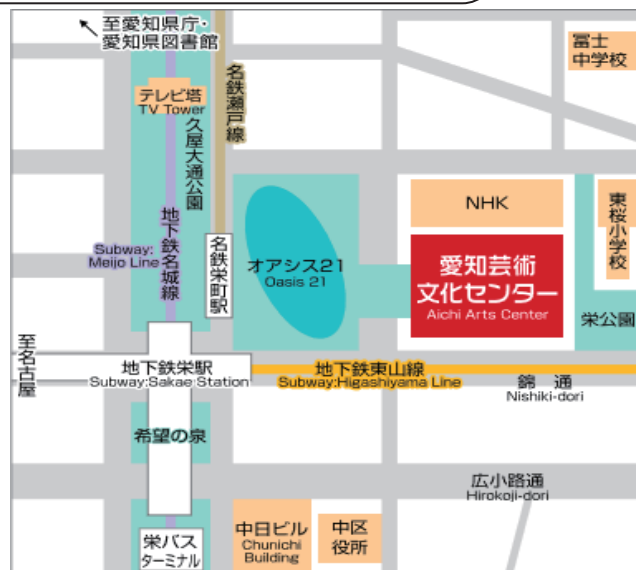 至愛知県庁・
愛知県図書館
冨士
中学校
テレビ塔
TV Tower
名鉄瀬戸線
久屋大通公園
NHK
東桜小学校
地下鉄名城線
Subway:
Meijo Line
名鉄栄町駅
オアシス21
Oasis 21
愛知芸術
文化センター
Aichi Arts Center
栄公園
至名古屋
地下鉄栄駅
Subway:Sakae Station
地下鉄東山線
Subway:Higashiyama Line
錦通
Nishiki-dori
希望の泉
広小路通
Hirokoji-dori
栄バス
ターミナル
中日ビル
Chunichi
Building
中区
役所